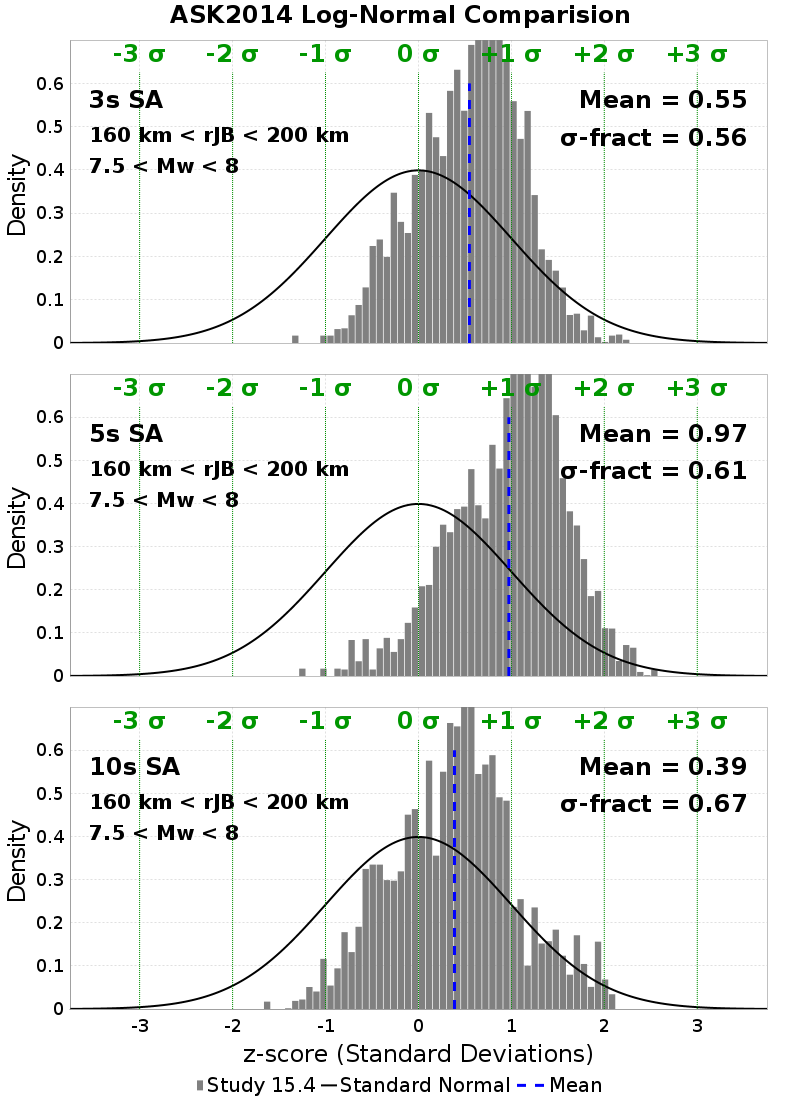 ASK2014 Log-Normal Comparision
-3 σ -2 σ -1 σ 0 σ +1 σ +2 σ +3 σ
3s SA
160 km < rJB < 200 km
7.5 < Mw < 8
Mean = 0.55
σ-fract = 0.56
Density
0.6
0.5
0.4
0.3
0.2
0.1
0
-3 σ -2 σ -1 σ 0 σ +1 σ +2 σ +3 σ
5s SA
160 km < rJB < 200 km
7.5 < Mw < 8
Mean = 0.97
σ-fract = 0.61
Density
0.6
0.5
0.4
0.3
0.2
0.1
0
-3 σ -2 σ -1 σ 0 σ +1 σ +2 σ +3 σ
10s SA
160 km < rJB < 200 km
7.5 < Mw < 8
Mean = 0.39
σ-fract = 0.67
Density
0.6
0.5
0.4
0.3
0.2
0.1
0
-3 -2 -1 0 1 2 3
z-score (Standard Deviations)
Study 15.4 Standard Normal Mean